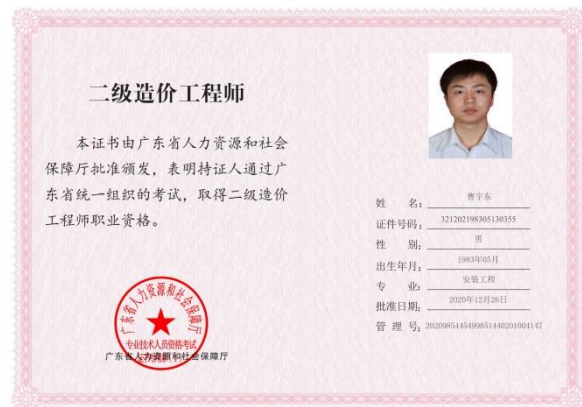 二级造价工程师
本证书由广东省人力资源和社会
保障厅批准颁发，表明持证人通过广
东省统一组织的考试，取得二级造价
工程师职业资格。
广东省人力资源和社会保障厅
专业技术人员资格考试
广东省人力资源和社会保障厅
姓 名： 曹宇东
证件号码： 321202198305130355
性 别： 男
出生年月： 1983年05月
专 业： 安装工程
批准日期： 2020年12月26日
管 理 号： 20209854454998514402010041​47